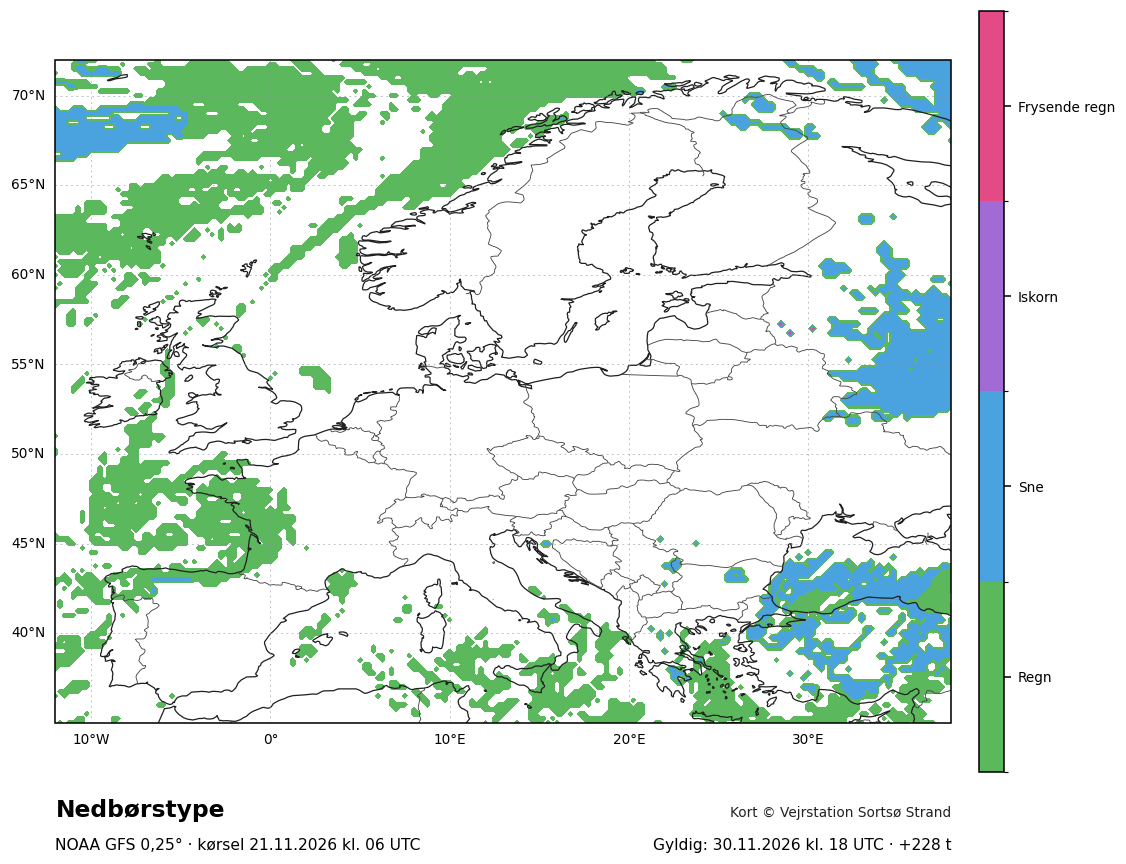 70°N
65°N
60°N
55°N
50°N
45°N
40°N
10°W
0°
10°E
20°E
30°E
Frysende regn
Iskorn
Sne
Regn
Nedbørstype
Kort © Vejrstation Sortsø Strand
NOAA GFS 0,25° · kørsel 21.11.2026 kl. 06 UTC
Gyldig: 30.11.2026 kl. 18 UTC · +228 t